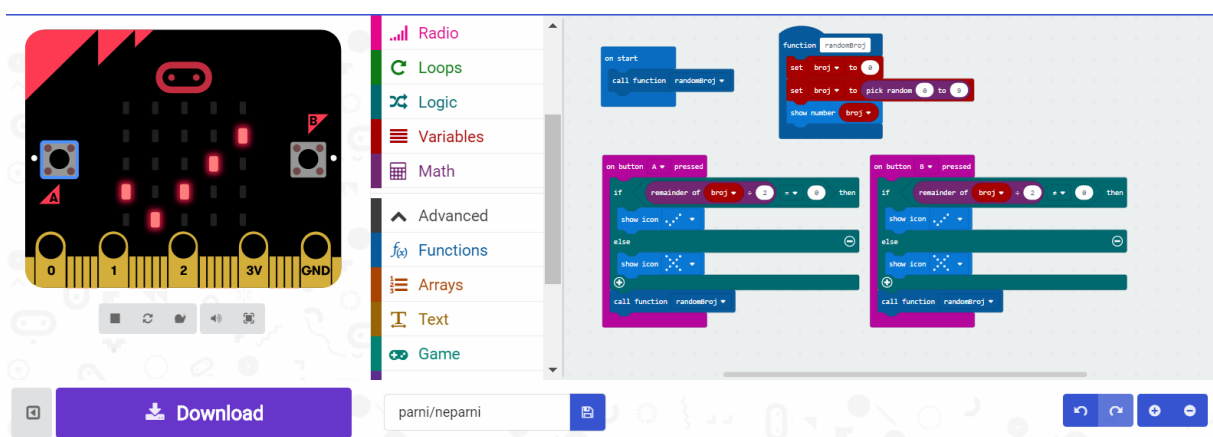 B
A
0 1 2 3V GND
Download
Radio
Loops
Logic
Variables
Math
Advanced
Functions
Arrays
Text
Game
parni/neparni
on start
call function randomBroj
function randomBroj
set broj to 0
set broj to pick random 0 to 9
show number broj
on button A pressed
if remainder of broj ÷ 2 = 0 then
show icon
else
show icon
call function randomBroj
on button B pressed
if remainder of broj ÷ 2 ≠ 0 then
show icon
else
show icon
call function randomBroj